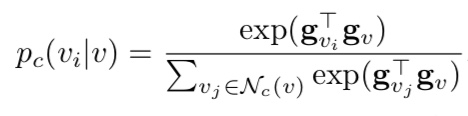 p_c(v_i|v) = \frac{\exp(\mathbf{g}_{v_i}^\top \mathbf{g}_v)}{\sum_{v_j \in \mathcal{N}_c(v)} \exp(\mathbf{g}_{v_j}^\top \mathbf{g}_v)}